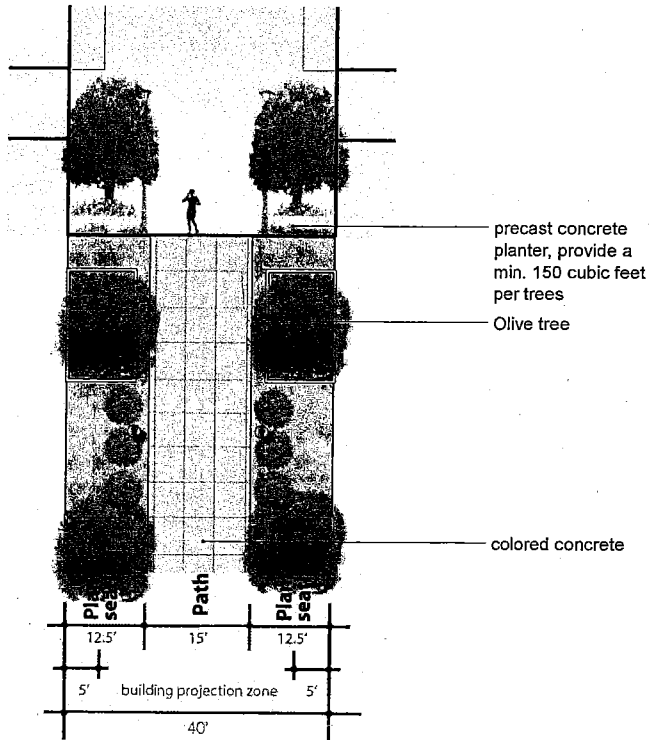 precast concrete
planter, provide a
min. 150 cubic feet
per trees
Olive tree
colored concrete
Path
12.5' 15' 12.5'
5' building projection zone 5'
40'